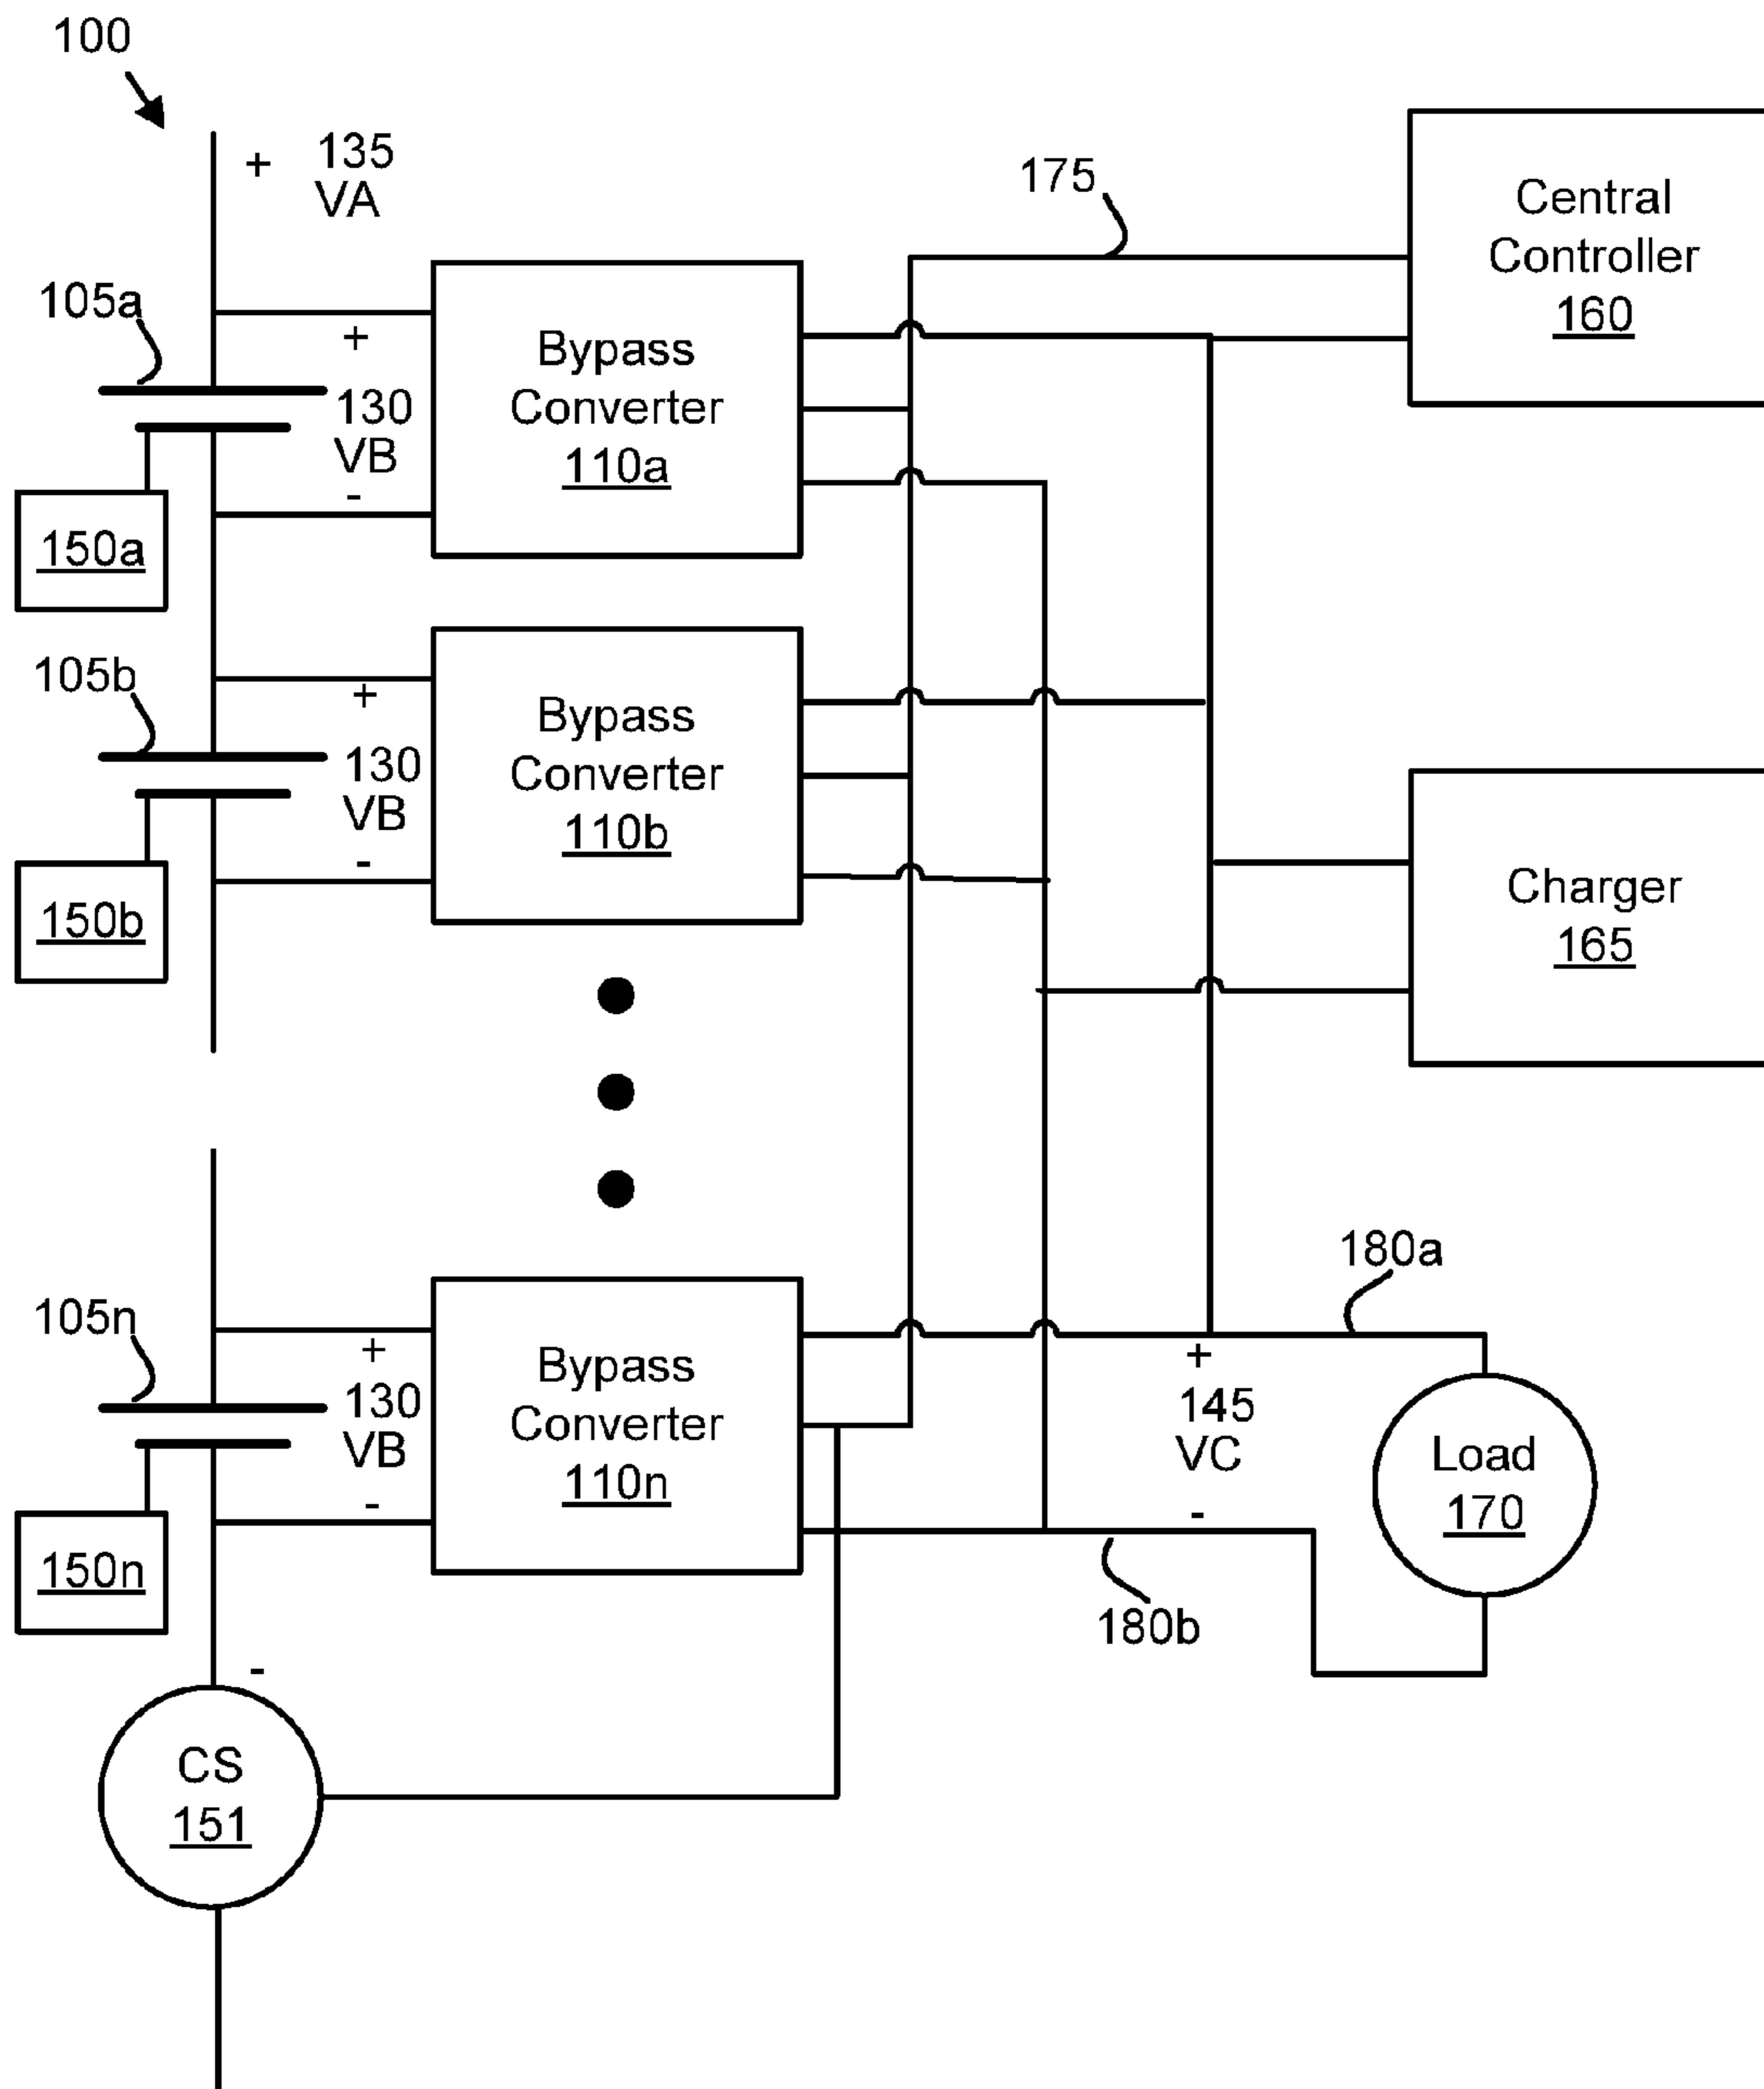 100
+ 135
VA
175
Central
Controller
160
105a
+
130
VB
-
Bypass
Converter
110a
150a
105b
+
130
VB
-
Bypass
Converter
110b
150b
Charger
165
180a
105n
+
130
VB
-
Bypass
Converter
110n
+
145
VC
-
Load
170
150n
180b
-
CS
151